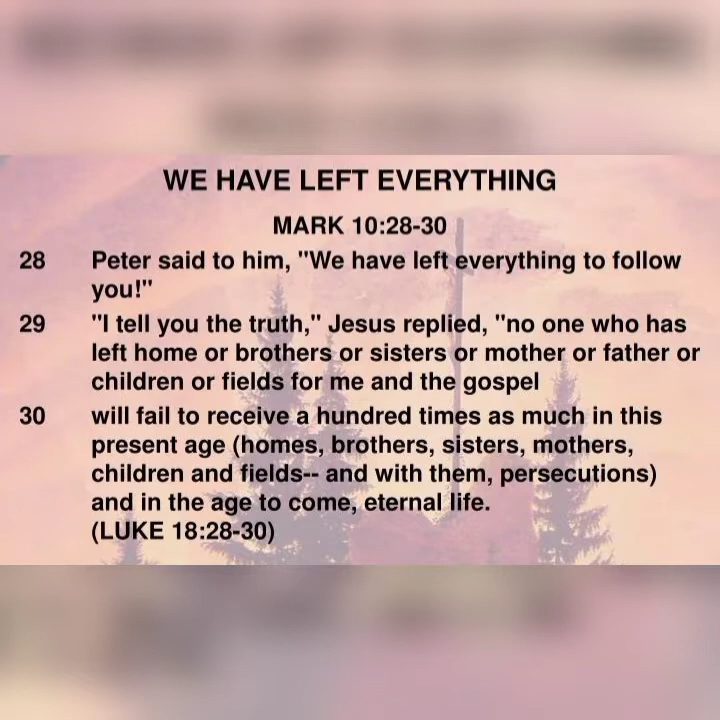 WE HAVE LEFT EVERYTHING
MARK 10:28-30
28 Peter said to him, "We have left everything to follow
you!"
29 "I tell you the truth," Jesus replied, "no one who has
left home or brothers or sisters or mother or father or
children or fields for me and the gospel
30 will fail to receive a hundred times as much in this
present age (homes, brothers, sisters, mothers,
children and fields-- and with them, persecutions)
and in the age to come, eternal life.
(LUKE 18:28-30)